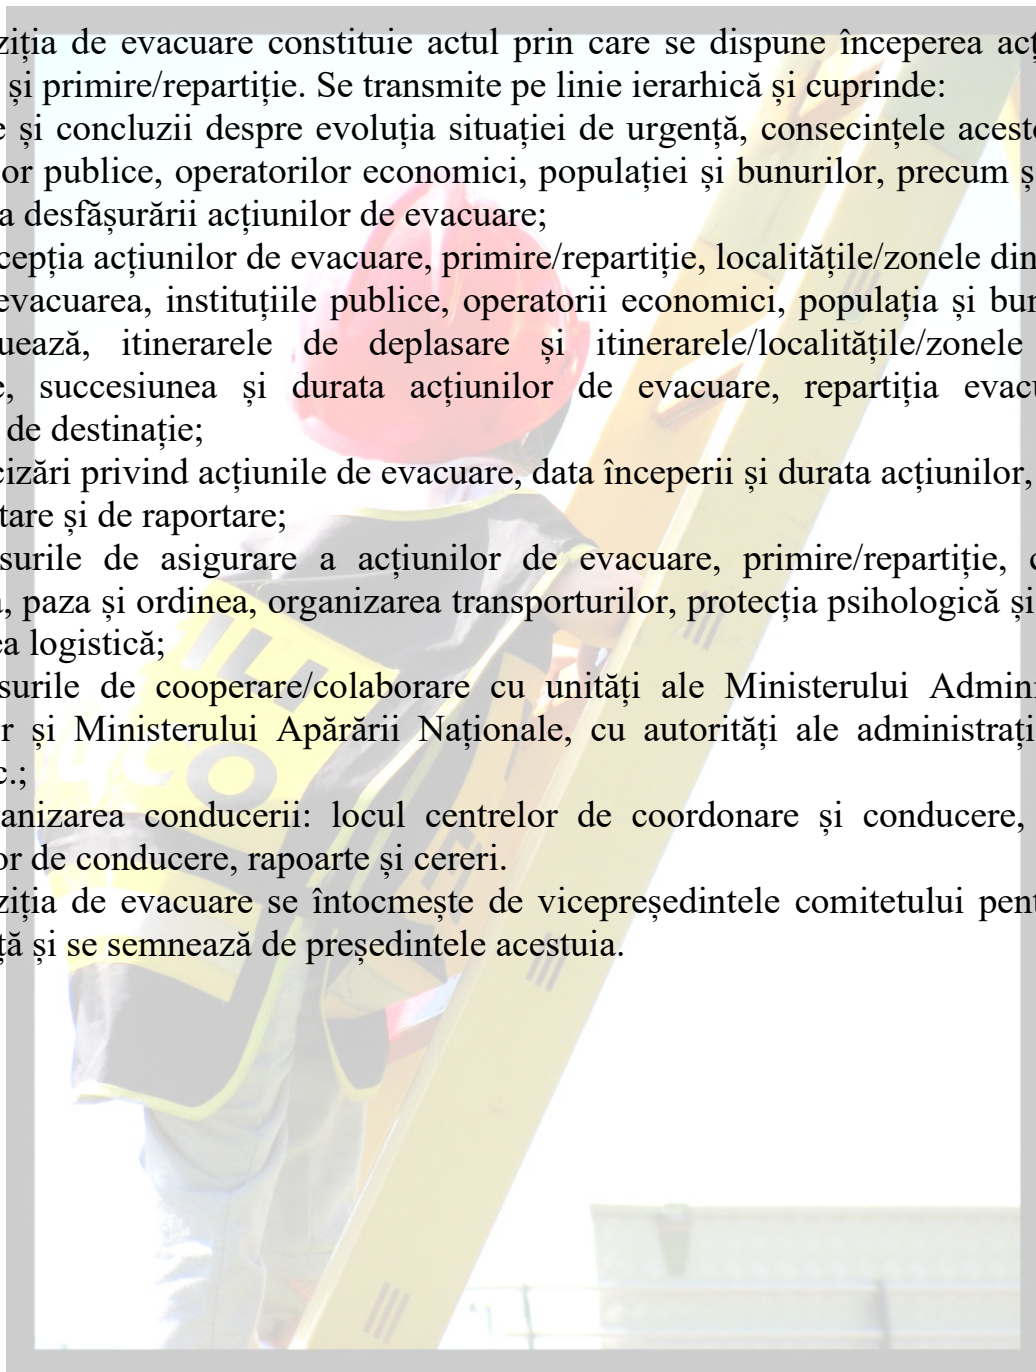 ziția de evacuare constituie actul prin care se dispune începerea acț
și primire/repartiție. Se transmite pe linie ierarhică și cuprinde:
e și concluzii despre evoluția situației de urgență, consecințele acest
or publice, operatorilor economici, populației și bunurilor, precum ș
a desfășurării acțiunilor de evacuare;
cepția acțiunilor de evacuare, primire/repartiție, localitățile/zonele din
evacuarea, instituțiile publice, operatorii economici, populația și bun
uează, itinerarele de deplasare și itinerarele/localitățile/zonele
e, succesiunea și durata acțiunilor de evacuare, repartiția evacu
de destinație;
cizări privind acțiunile de evacuare, data începerii și durata acțiunilor,
tare și de raportare;
surile de asigurare a acțiunilor de evacuare, primire/repartiție, c
a, paza și ordinea, organizarea transporturilor, protecția psihologică și
ea logistică;
surile de cooperare/colaborare cu unități ale Ministerului Admini
r și Ministerului Apărării Naționale, cu autorități ale administrați
c.;
anizarea conducerii: locul centrelor de coordonare și conducere,
or de conducere, rapoarte și cereri.
ziția de evacuare se întocmește de vicepreședintele comitetului pent
ță și se semnează de președintele acestuia.